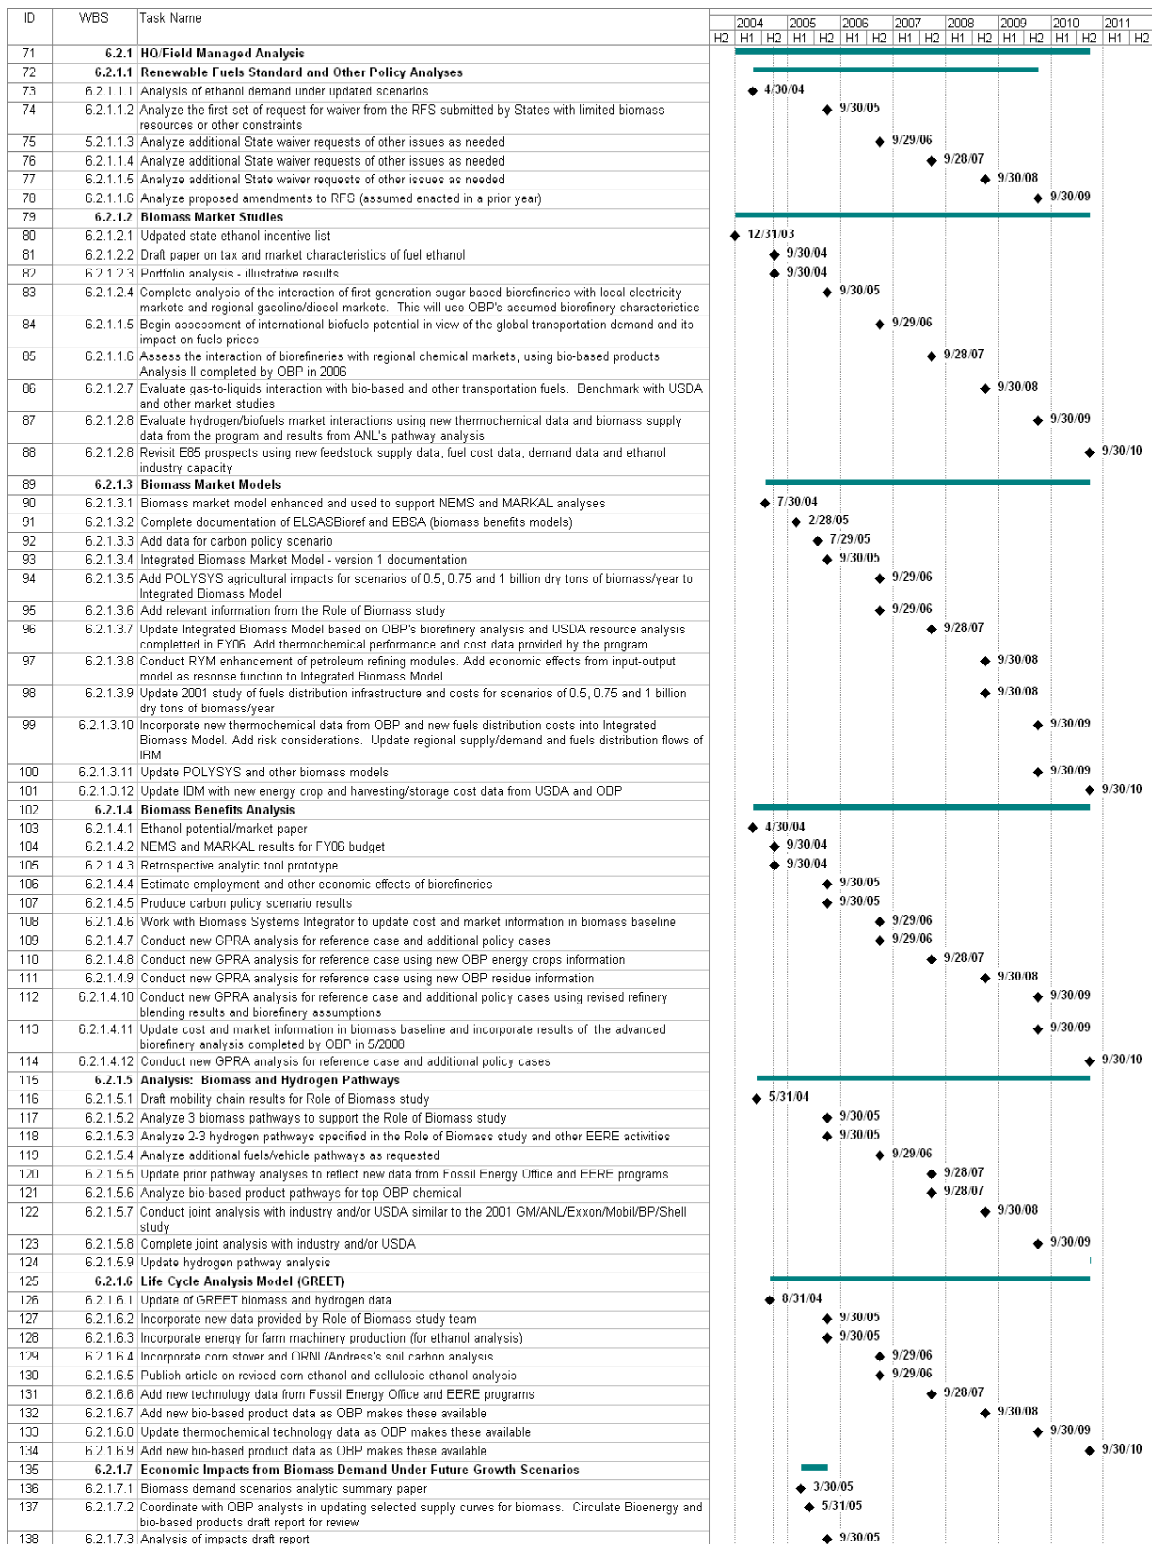 ID WBS Task Name 2004 2005 2006 2007 2008 2009 2010 2011
H2 H1 H2 H1 H2 H1 H2 H1 H2 H1 H2 H1 H2 H1 H2 H1 H2
71 6.2.1 HQ/Field Managed Analysis
72 6.2.1.1 Renewable Fuels Standard and Other Policy Analyses
73 6.2.1.1.1 Analysis of ethanol demand under updated scenarios 4/30/04
74 6.2.1.1.2 Analyze the first set of request for waiver from the RFS submitted by States with limited biomass 9/30/05
resources or other constraints
75 5.2.1.1.3 Analyze additional State waiver requests of other issues as needed 9/29/06
76 6.2.1.1.4 Analyze additional State waiver requests of other issues as needed 9/28/07
77 6.2.1.1.5 Analyze additional State waiver requests of other issues as needed 9/30/08
78 6.2.1.1.6 Analyze proposed amendments to RFS (assumed enacted in a prior year) 9/30/09
79 6.2.1.2 Biomass Market Studies
80 6.2.1.2.1 Udpated state ethanol incentive list 12/31/03
81 6.2.1.2.2 Draft paper on tax and market characteristics of fuel ethanol 9/30/04
82 6.2.1.2.3 Portfolio analysis - illustrative results 9/30/04
83 6.2.1.2.4 Complete analysis of the interaction of first generation sugar based biorefineries with local electricity 9/30/05
markets and regional gasoline/diesel markets. This will use OBP's assumed biorefinery characteristics
84 6.2.1.1.5 Begin assessment of international biofuels potential in view of the global transportation demand and its 9/29/06
impact on fuels prices
85 6.2.1.1.6 Assess the interaction of biorefineries with regional chemical markets, using bio-based products 9/28/07
Analysis II completed by OBP in 2006
86 6.2.1.2.7 Evaluate gas-to-liquids interaction with bio-based and other transportation fuels. Benchmark with USDA 9/30/08
and other market studies
87 6.2.1.2.8 Evaluate hydrogen/biofuels market interactions using new thermochemical data and biomass supply 9/30/09
data from the program and results from ANL's pathway analysis
88 6.2.1.2.8 Revisit E85 prospects using new feedstock supply data, fuel cost data, demand data and ethanol 9/30/10
industry capacity
89 6.2.1.3 Biomass Market Models
90 6.2.1.3.1 Biomass market model enhanced and used to support NEMS and MARKAL analyses 7/30/04
91 6.2.1.3.2 Complete documentation of ELSASBioref and EBSA (biomass benefits models) 2/28/05
92 6.2.1.3.3 Add data for carbon policy scenario 7/29/05
93 6.2.1.3.4 Integrated Biomass Market Model - version 1 documentation 9/30/05
94 6.2.1.3.5 Add POLYSYS agricultural impacts for scenarios of 0.5, 0.75 and 1 billion dry tons of biomass/year to 9/29/06
Integrated Biomass Model
95 6.2.1.3.6 Add relevant information from the Role of Biomass study 9/29/06
96 6.2.1.3.7 Update Integrated Biomass Model based on OBP's biorefinery analysis and USDA resource analysis 9/28/07
completted in FY06. Add thermochemical performance and cost data provided by the program
97 6.2.1.3.8 Conduct RYM enhancement of petroleum refining modules. Add economic effects from input-output 9/30/08
model as resonse function to Integrated Biomass Model
98 6.2.1.3.9 Update 2001 study of fuels distribution infrastructure and costs for scenarios of 0.5, 0.75 and 1 billion 9/30/08
dry tons of biomass/year
99 6.2.1.3.10 Incorporate new thermochemical data from OBP and new fuels distribution costs into Integrated 9/30/09
Biomass Model. Add risk considerations. Update regional supply/demand and fuels distribution flows of
IBM
100 6.2.1.3.11 Update POLYSYS and other biomass models 9/30/09
101 6.2.1.3.12 Update IBM with new energy crop and harvesting/storage cost data from USDA and OBP 9/30/10
102 6.2.1.4 Biomass Benefits Analysis
103 6.2.1.4.1 Ethanol potential/market paper 4/30/04
104 6.2.1.4.2 NEMS and MARKAL results for FY06 budget 9/30/04
105 6.2.1.4.3 Retrospective analytic tool prototype 9/30/04
106 6.2.1.4.4 Estimate employment and other economic effects of biorefineries 9/30/05
107 6.2.1.4.5 Produce carbon policy scenario results 9/30/05
108 6.2.1.4.6 Work with Biomass Systems Integrator to update cost and market information in biomass baseline 9/29/06
109 6.2.1.4.7 Conduct new GPRA analysis for reference case and additional policy cases 9/29/06
110 6.2.1.4.8 Conduct new GPRA analysis for reference case using new OBP energy crops information 9/28/07
111 6.2.1.4.9 Conduct new GPRA analysis for reference case using new OBP residue information 9/30/08
112 6.2.1.4.10 Conduct new GPRA analysis for reference case and additional policy cases using revised refinery 9/30/09
blending results and biorefinery assumptions
113 6.2.1.4.11 Update cost and market information in biomass baseline and incorporate results of the advanced 9/30/09
biorefinery analysis completed by OBP in 5/2008
114 6.2.1.4.12 Conduct new GPRA analysis for reference case and additional policy cases 9/30/10
115 6.2.1.5 Analysis: Biomass and Hydrogen Pathways
116 6.2.1.5.1 Draft mobility chain results for Role of Biomass study 5/31/04
117 6.2.1.5.2 Analyze 3 biomass pathways to support the Role of Biomass study 9/30/05
118 6.2.1.5.3 Analyze 2-3 hydrogen pathways specified in the Role of Biomass study and other EERE activities 9/30/05
119 6.2.1.5.4 Analyze additional fuels/vehicle pathways as requested 9/29/06
120 6.2.1.5.5 Update prior pathway analyses to reflect new data from Fossil Energy Office and EERE programs 9/28/07
121 6.2.1.5.6 Analyze bio based product pathways for top OBP chemical 9/28/07
122 6.2.1.5.7 Conduct joint analysis with industry and/or USDA similar to the 2001 GM/ANL/Exxon/Mobil/BP/Shell 9/30/08
study
123 6.2.1.5.8 Complete joint analysis with industry and/or USDA 9/30/09
124 6.2.1.5.9 Update hydrogen pathway analysis
125 6.2.1.6 Life Cycle Analysis Model (GREET)
126 6.2.1.6.1 Update of GREET biomass and hydrogen data 8/31/04
127 6.2.1.6.2 Incorporate new data provided by Role of Biomass study team 9/30/05
128 6.2.1.6.3 Incorporate energy for farm machinery production (for ethanol analysis) 9/30/05
129 6.2.1.6.4 Incorporate corn stover and ORNL/Andress's soil carbon analysis 9/29/06
130 6.2.1.6.5 Publish article on revised corn ethanol and cellulosic ethanol analysis 9/29/06
131 6.2.1.6.6 Add new technology data from Fossil Energy Office and EERE programs 9/28/07
132 6.2.1.6.7 Add new bio-based product data as OBP makes these available 9/30/08
133 6.2.1.6.8 Update thermochemical technology data as OBP makes these available 9/30/09
134 6.2.1.6.9 Add new bio-based product data as OBP makes these available 9/30/10
135 6.2.1.7 Economic Impacts from Biomass Demand Under Future Growth Scenarios
136 6.2.1.7.1 Biomass demand scenarios analytic summary paper 3/30/05
137 6.2.1.7.2 Coordinate with OBP analysts in updating selected supply curves for biomass. Circulate Bioenergy and 5/31/05
bio-based products draft report for review
138 6.2.1.7.3 Analysis of impacts draft report 9/30/05